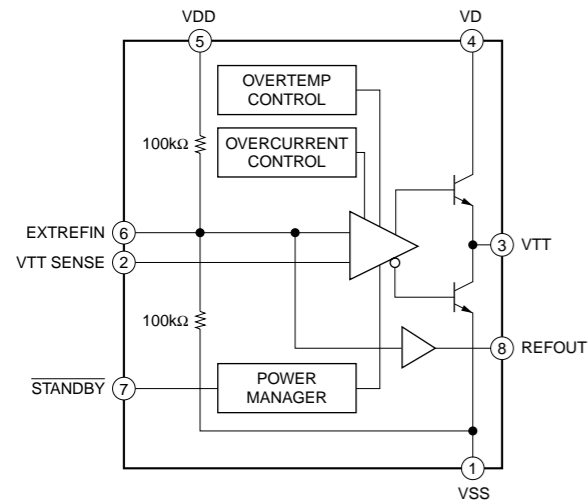 VDD
VD
5
4
OVERTEMP
CONTROL
100kΩ
OVERCURRENT
CONTROL
EXTREFIN
6
VTT SENSE
2
3
VTT
100kΩ
8
REFOUT
STANDBY
7
POWER
MANAGER
1
VSS